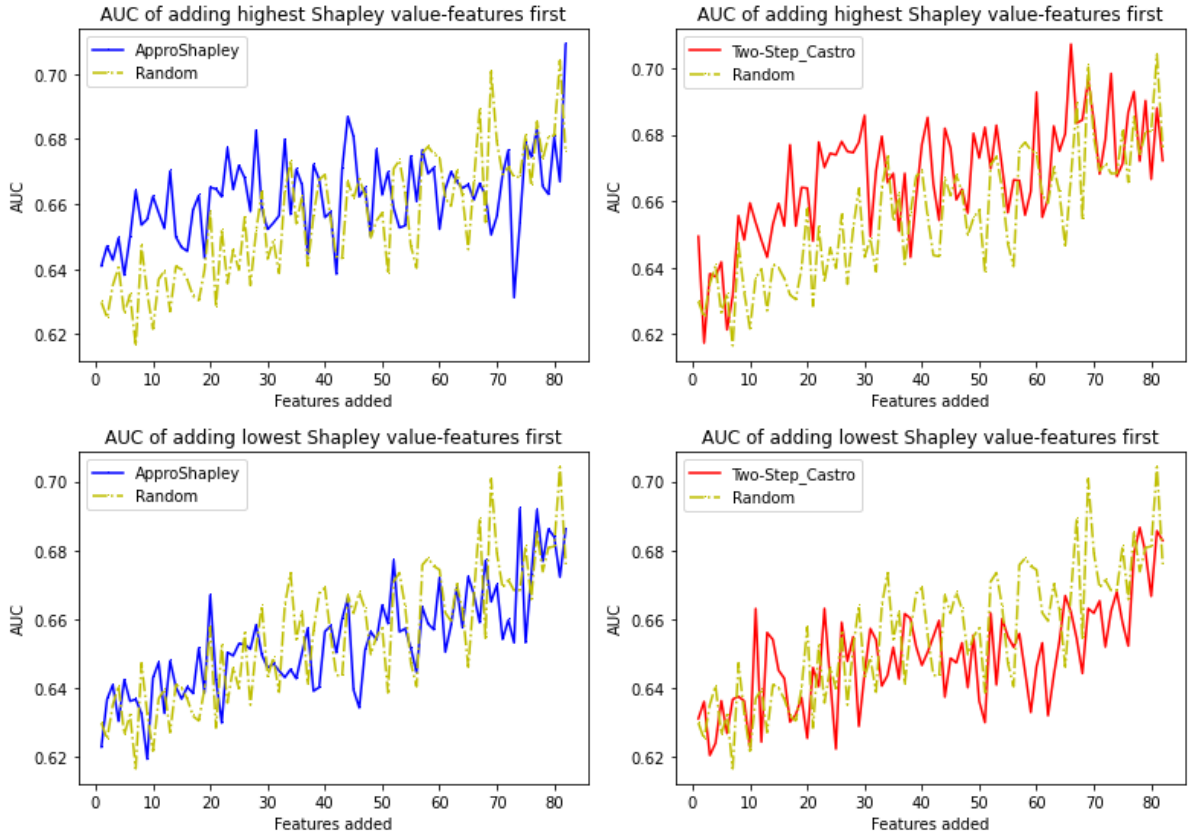 AUC of adding highest Shapley value-features first
ApproShapley
Random
0.70
0.68
0.66
0.64
0.62
AUC
0 10 20 30 40 50 60 70 80
Features added
AUC of adding highest Shapley value-features first
Two-Step_Castro
Random
0.70
0.68
0.66
0.64
0.62
AUC
0 10 20 30 40 50 60 70 80
Features added
AUC of adding lowest Shapley value-features first
ApproShapley
Random
0.70
0.68
0.66
0.64
0.62
AUC
0 10 20 30 40 50 60 70 80
Features added
AUC of adding lowest Shapley value-features first
Two-Step_Castro
Random
0.70
0.68
0.66
0.64
0.62
AUC
0 10 20 30 40 50 60 70 80
Features added